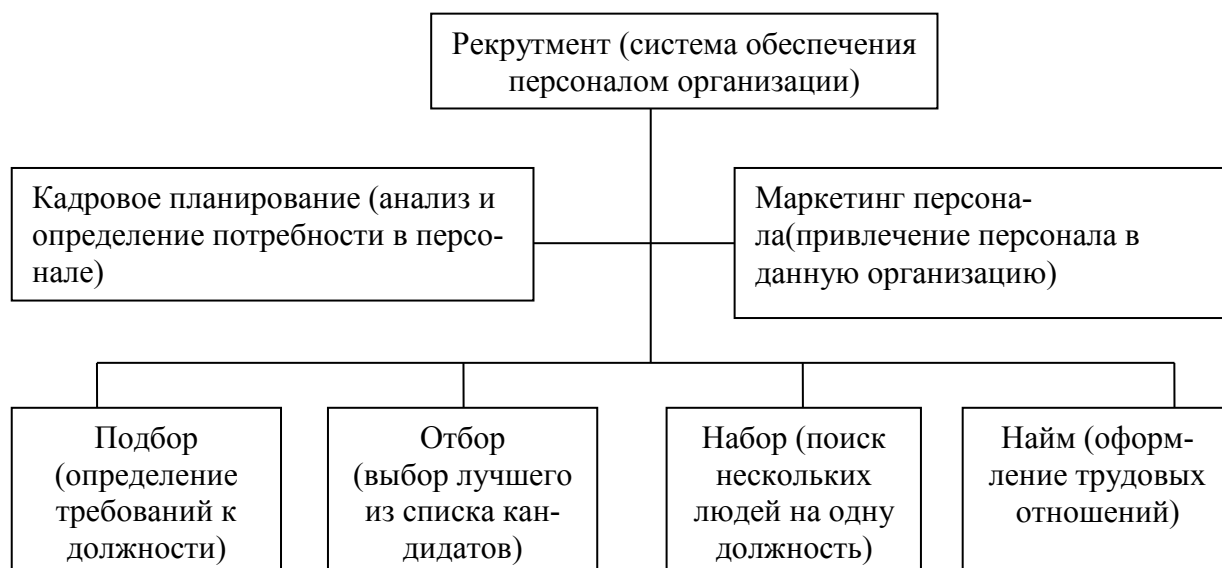 Рекрутмент (система обеспечения
персоналом организации)
Кадровое планирование (анализ и
определение потребности в персо-
нале)
Маркетинг персона-
ла(привлечение персонала в
данную организацию)
Подбор
(определение
требований к
должности)
Отбор
(выбор лучшего
из списка кан-
дидатов)
Набор (поиск
нескольких
людей на одну
должность)
Найм (оформ-
ление трудовых
отношений)